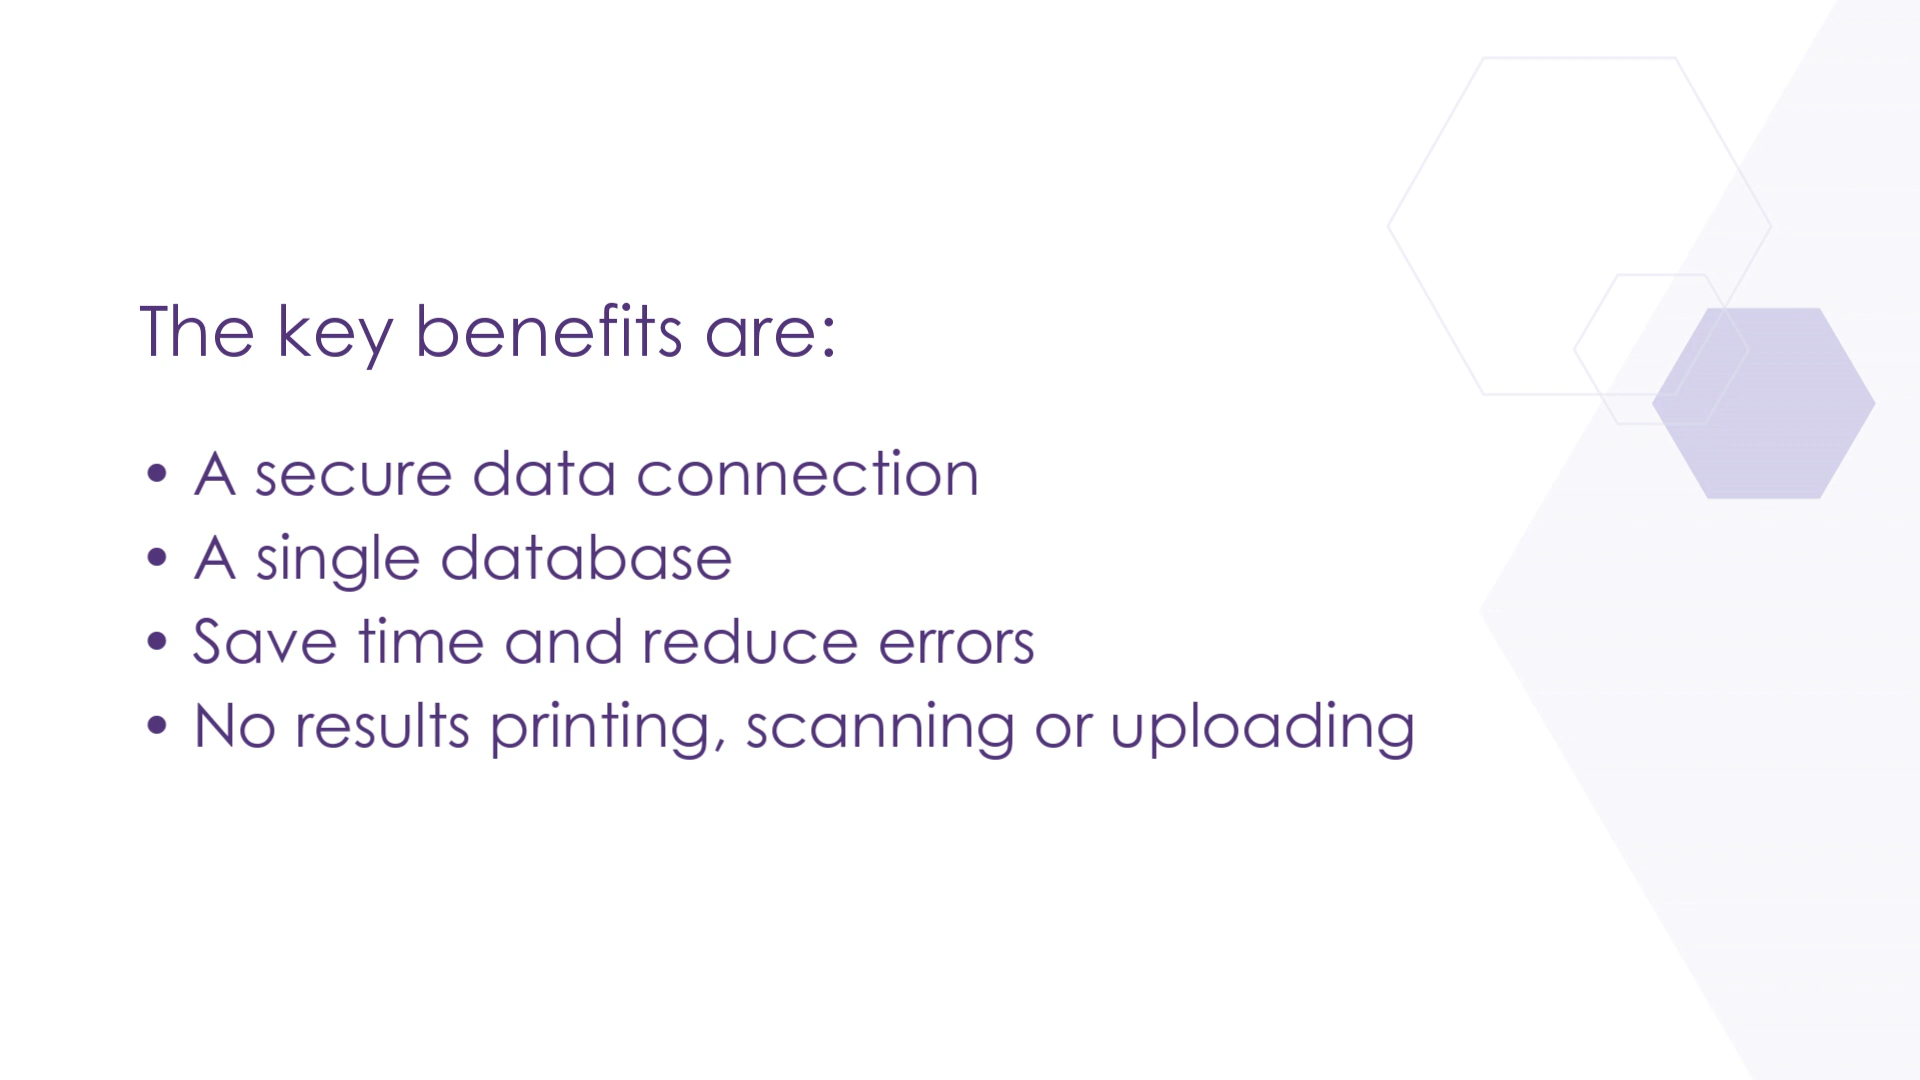 The key benefits are:
• A secure data connection
• A single database
• Save time and reduce errors
• No results printing, scanning or uploading